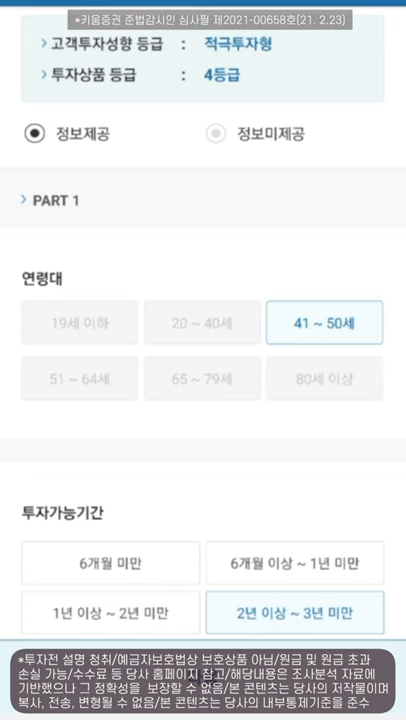 *키움증권 준법감시인 심사필 제2021-00658호(21. 2.23)
> 고객투자성향 등급 : 적극투자형
> 투자상품 등급 : 4등급
정보제공 정보미제공
> PART 1
연령대
19세 이하 20 ~ 40세 41 ~ 50세
51 ~ 64세 65 ~ 79세 80세 이상
투자가능기간
6개월 미만 6개월 이상 ~ 1년 미만
1년 이상 ~ 2년 미만 2년 이상 ~ 3년 미만
*투자전 설명 청취/예금자보호법상 보호상품 아님/원금 및 원금 초과
손실 가능/수수료 등 당사 홈페이지 참고/해당내용은 조사분석 자료에
기반했으나 그 정확성을 보장할 수 없음/본 콘텐츠는 당사의 저작물이며
복사, 전송, 변형될 수 없음/본 콘텐츠는 당사의 내부통제기준을 준수